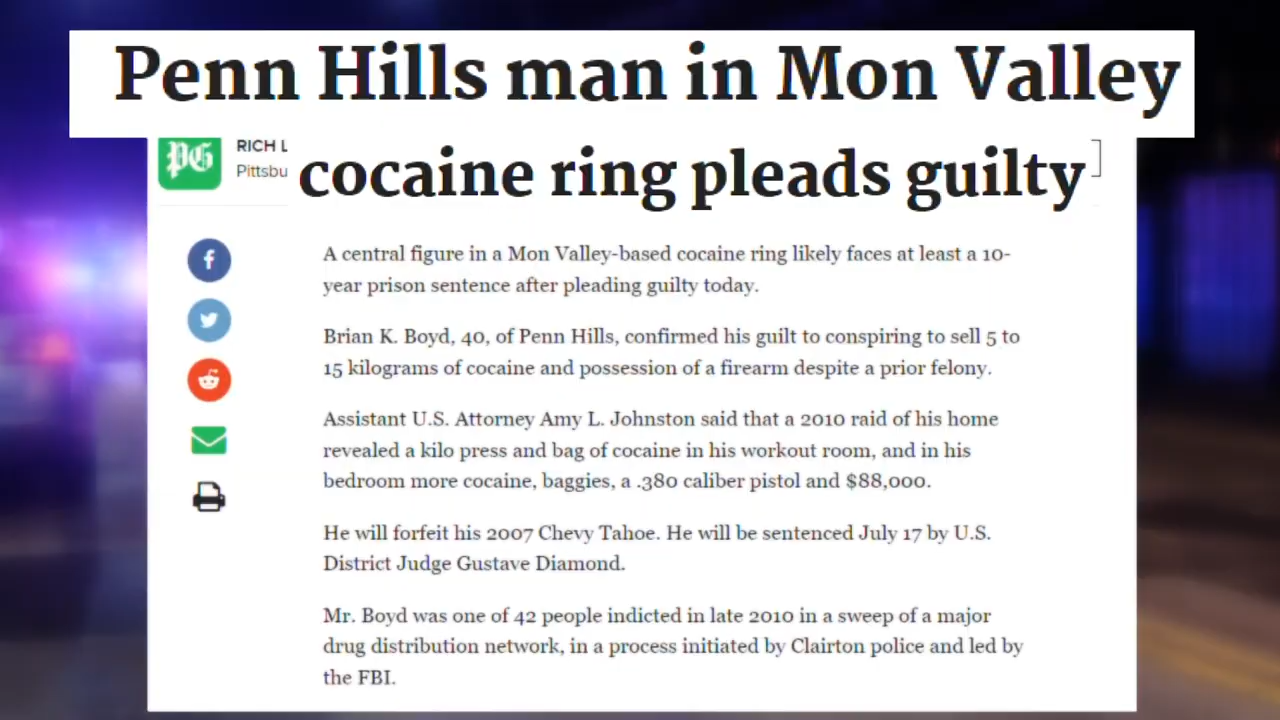 Penn Hills man in Mon Valley
cocaine ring pleads guilty
PG
RICH L
Pittsbu
A central figure in a Mon Valley-based cocaine ring likely faces at least a 10-
year prison sentence after pleading guilty today.
Brian K. Boyd, 40, of Penn Hills, confirmed his guilt to conspiring to sell 5 to
15 kilograms of cocaine and possession of a firearm despite a prior felony.
Assistant U.S. Attorney Amy L. Johnston said that a 2010 raid of his home
revealed a kilo press and bag of cocaine in his workout room, and in his
bedroom more cocaine, baggies, a .380 caliber pistol and $88,000.
He will forfeit his 2007 Chevy Tahoe. He will be sentenced July 17 by U.S.
District Judge Gustave Diamond.
Mr. Boyd was one of 42 people indicted in late 2010 in a sweep of a major
drug distribution network, in a process initiated by Clairton police and led by
the FBI.